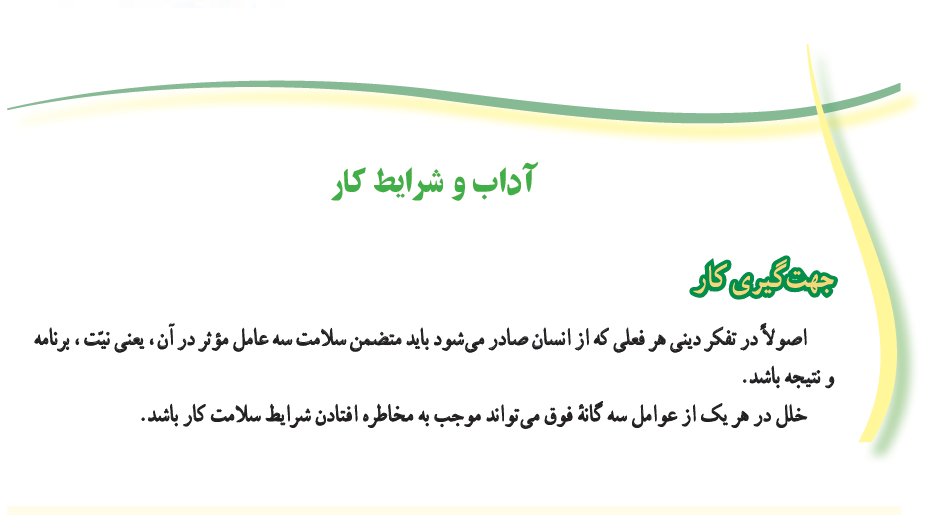 آداب و شرایط کار
جهت‌گیری کار
اصولاً در تفکر دینی هر فعلی که از انسان صادر می‌شود باید متضمن سلامت سه عامل مؤثر در آن، یعنی نیّت، برنامه
و نتیجه باشد.
خلل در هر یک از عوامل سه گانۀ فوق می‌تواند موجب به مخاطره افتادن شرایط سلامت کار باشد.